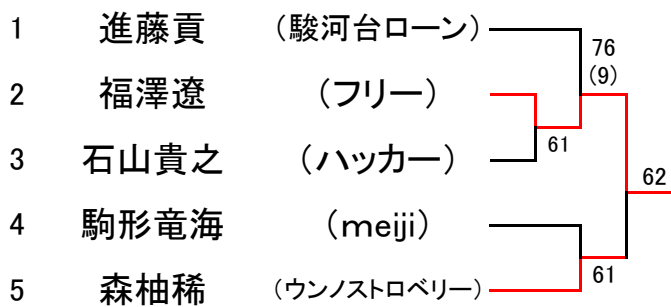 1 進藤貢 (駿河台ローン)
76
(9)
2 福澤遼 (フリー)
61
3 石山貴之 (ハッカー)
62
4 駒形竜海 (meiji)
61
5 森柚稀 (ウンノストロベリー)